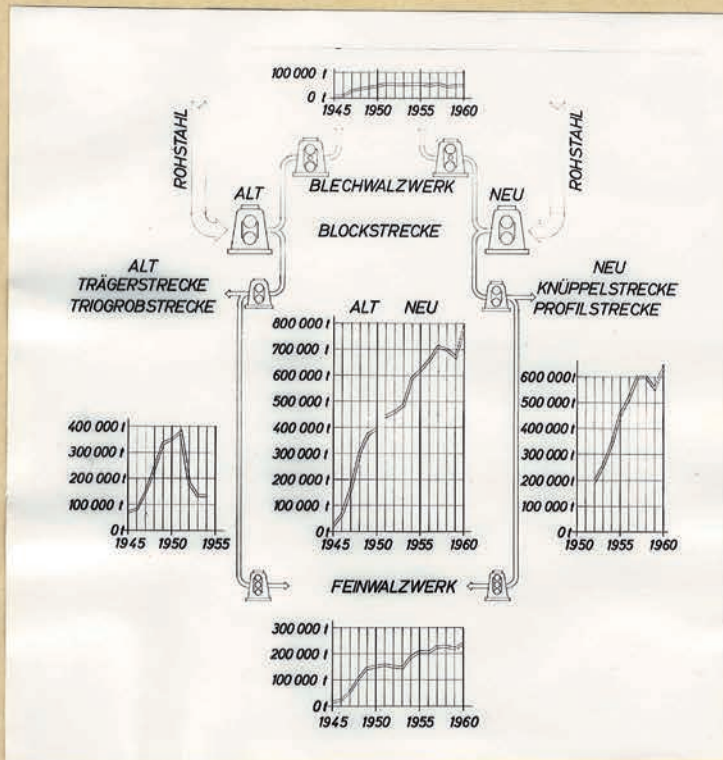 100 000 t
0 t
1945 1950 1955 1960
ROHSTAHL
ROHSTAHL
BLECHWALZWERK
ALT
NEU
BLOCKSTRECKE
ALT
TRÄGERSTRECKE
TRIOGROBSTRECKE
NEU
KNÜPPELSTRECKE
PROFILSTRECKE
ALT NEU
800 000 t
700 000 t
600 000 t
500 000 t
400 000 t
300 000 t
200 000 t
100 000 t
0 t
1945 1950 1955 1960
400 000 t
300 000 t
200 000 t
100 000 t
0 t
1945 1950 1955
600 000 t
500 000 t
400 000 t
300 000 t
200 000 t
100 000 t
0 t
1950 1955 1960
FEINWALZWERK
300 000 t
200 000 t
100 000 t
0 t
1945 1950 1955 1960